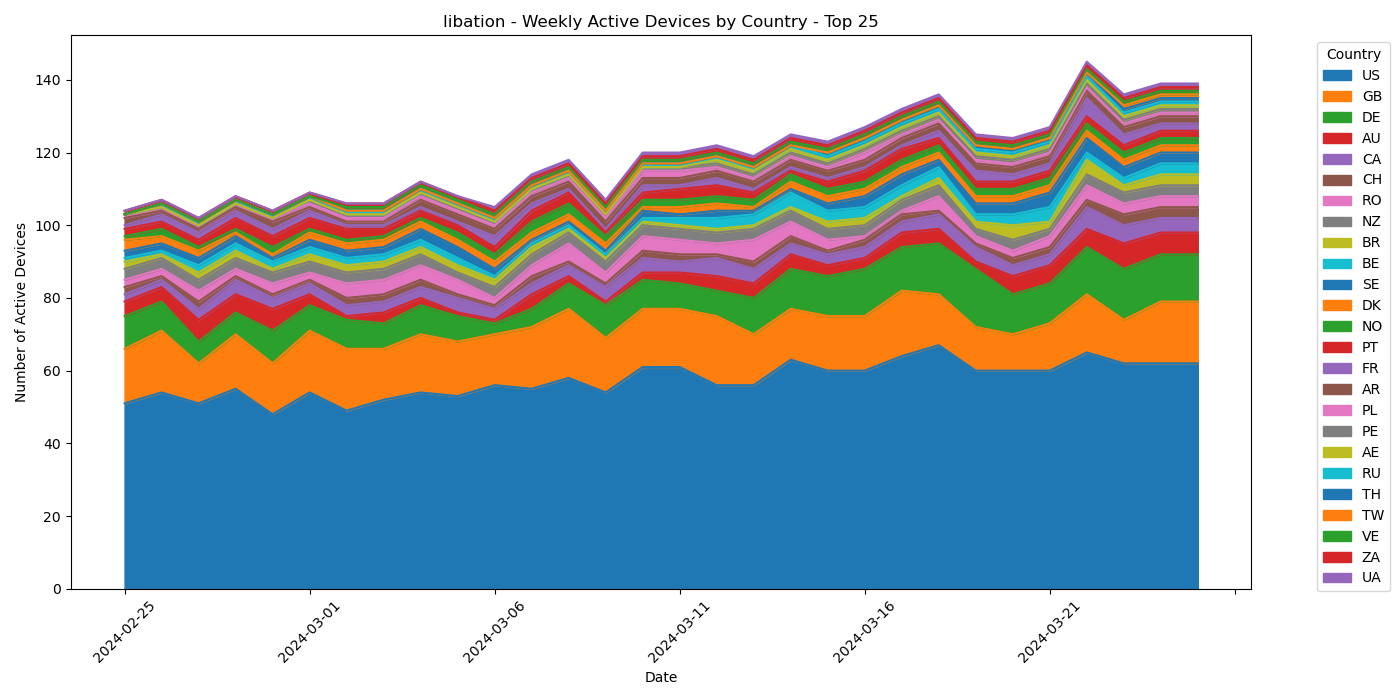 libation - Weekly Active Devices by Country - Top 25
Number of Active Devices
140
120
100
80
60
40
20
0
2024-02-25
2024-03-01
2024-03-06
2024-03-11
2024-03-16
2024-03-21
Date
Country
US
GB
DE
AU
CA
CH
RO
NZ
BR
BE
SE
DK
NO
PT
FR
AR
PL
PE
AE
RU
TH
TW
VE
ZA
UA